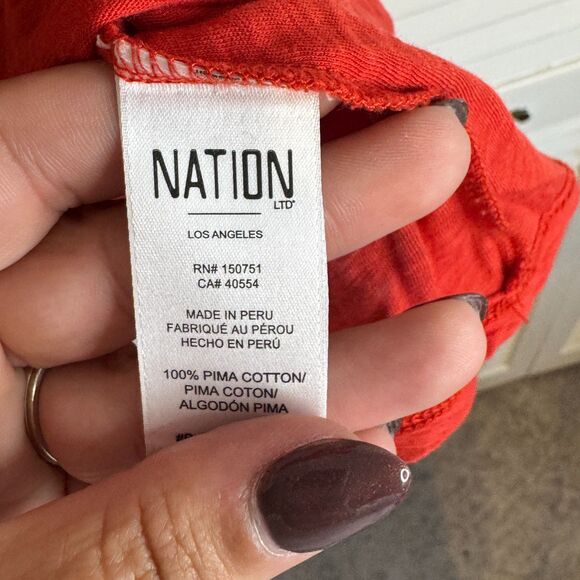 NATION
LTD
LOS ANGELES
RN# 150751
CA# 40554
MADE IN PERU
FABRIQUÉ AU PÉROU
HECHO EN PERÚ
100% PIMA COTTON/
PIMA COTON/
ALGODÓN PIMA